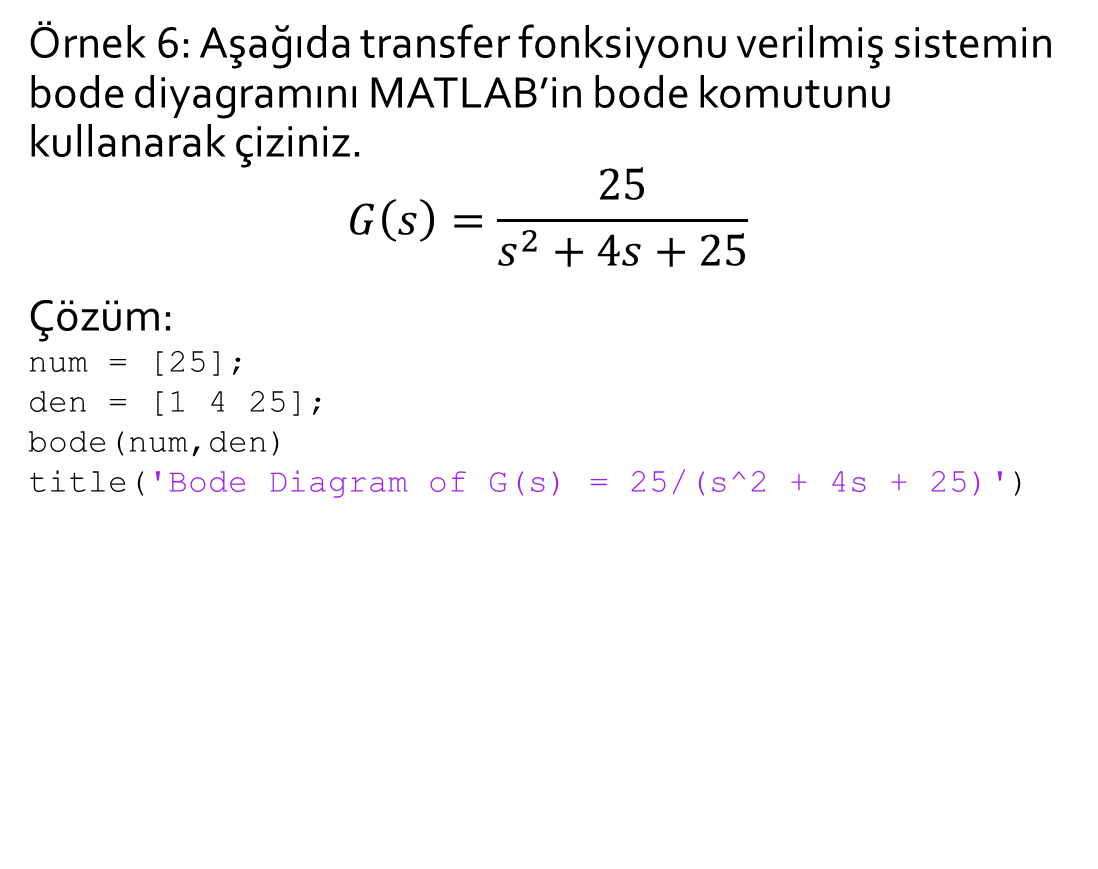 Örnek 6: Aşağıda transfer fonksiyonu verilmiş sistemin
bode diyagramını MATLAB’in bode komutunu
kullanarak çiziniz.
G(s) = 25 / (s² + 4s + 25)
Çözüm:
num = [25];
den = [1 4 25];
bode(num,den)
title('Bode Diagram of G(s) = 25/(s^2 + 4s + 25)')